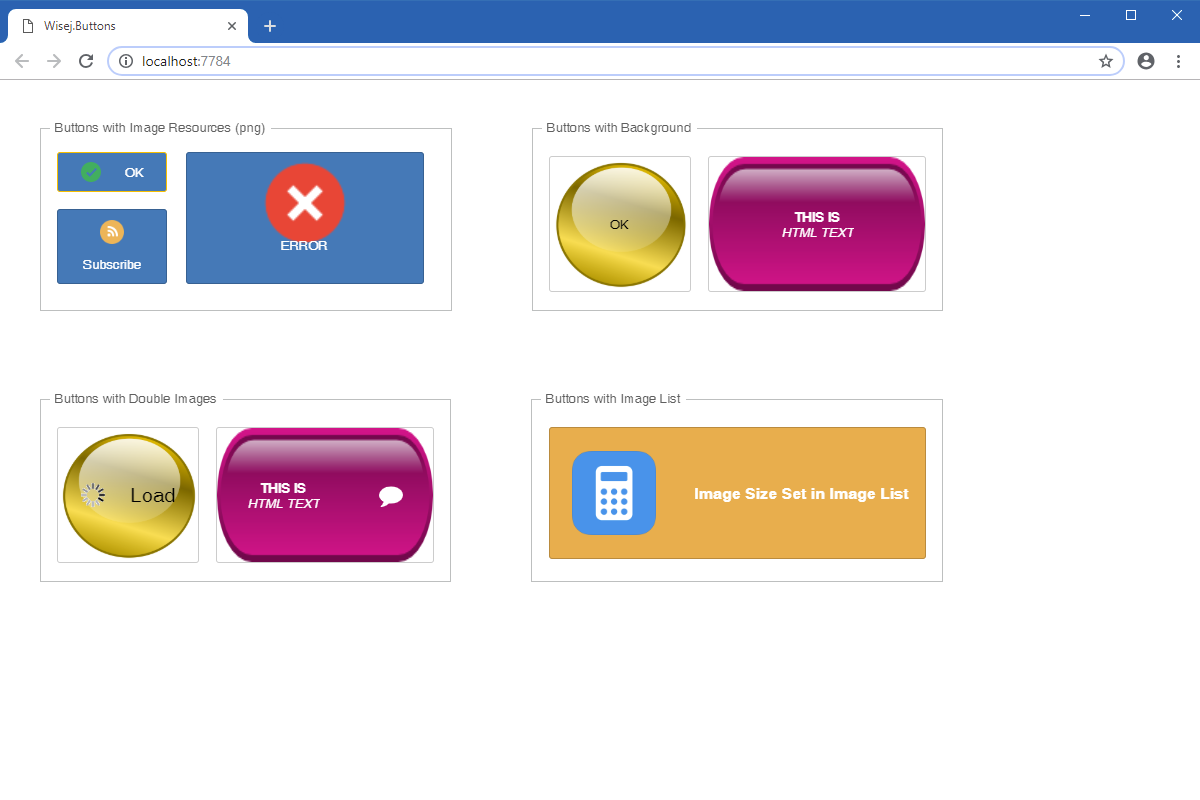 Wisej.Buttons
localhost:7784
Buttons with Image Resources (png)
OK
Subscribe
ERROR
Buttons with Background
OK
THIS IS
HTML TEXT
Buttons with Double Images
Load
THIS IS
HTML TEXT
Buttons with Image List
Image Size Set in Image List